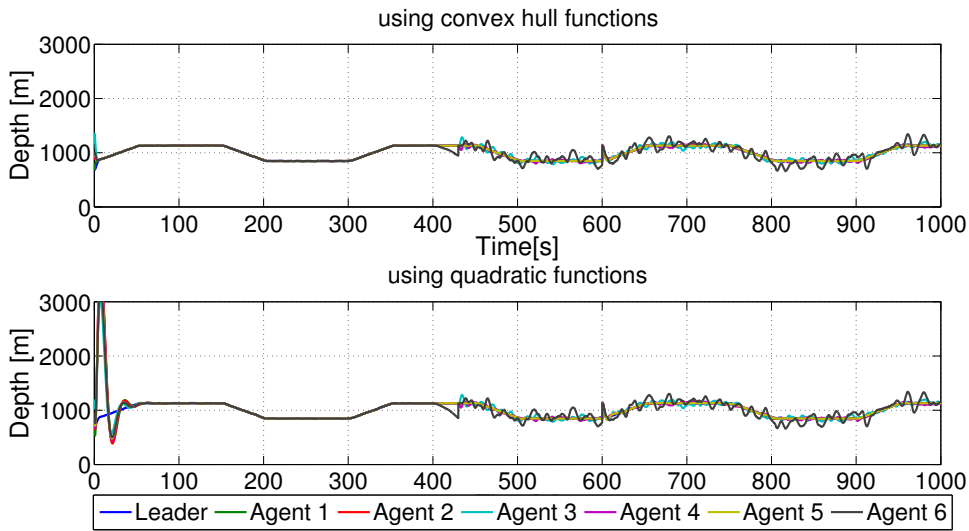 using convex hull functions
3000
2000
1000
0
Depth [m]
0 100 200 300 400 500 600 700 800 900 1000
Time[s]
using quadratic functions
3000
2000
1000
0
Depth [m]
0 100 200 300 400 500 600 700 800 900 1000
Leader Agent 1 Agent 2 Agent 3 Agent 4 Agent 5 Agent 6